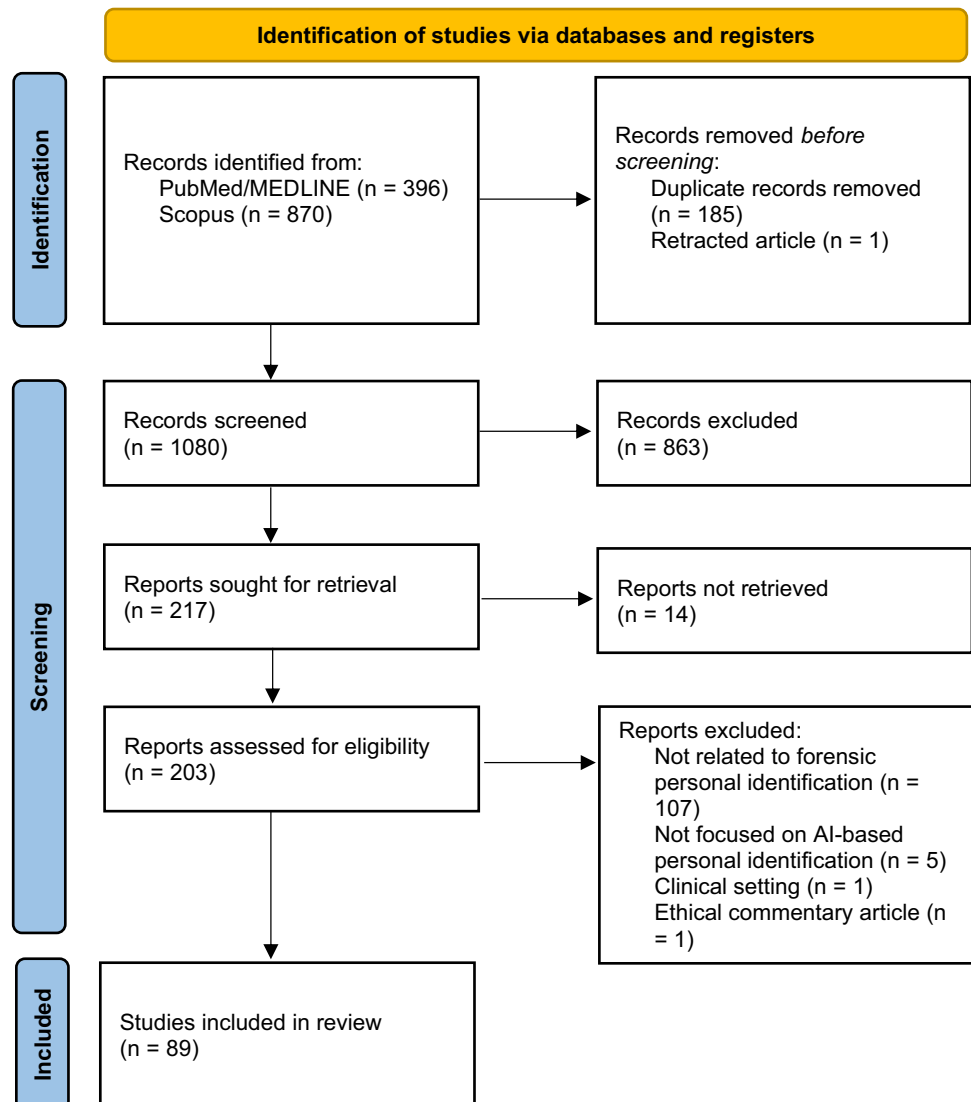 Identification of studies via databases and registers
Identification
Records identified from:
PubMed/MEDLINE (n = 396)
Scopus (n = 870)
Records removed before
screening:
Duplicate records removed
(n = 185)
Retracted article (n = 1)
Screening
Records screened
(n = 1080)
Records excluded
(n = 863)
Reports sought for retrieval
(n = 217)
Reports not retrieved
(n = 14)
Reports assessed for eligibility
(n = 203)
Reports excluded:
Not related to forensic
personal identification (n =
107)
Not focused on AI-based
personal identification (n = 5)
Clinical setting (n = 1)
Ethical commentary article (n
= 1)
Included
Studies included in review
(n = 89)